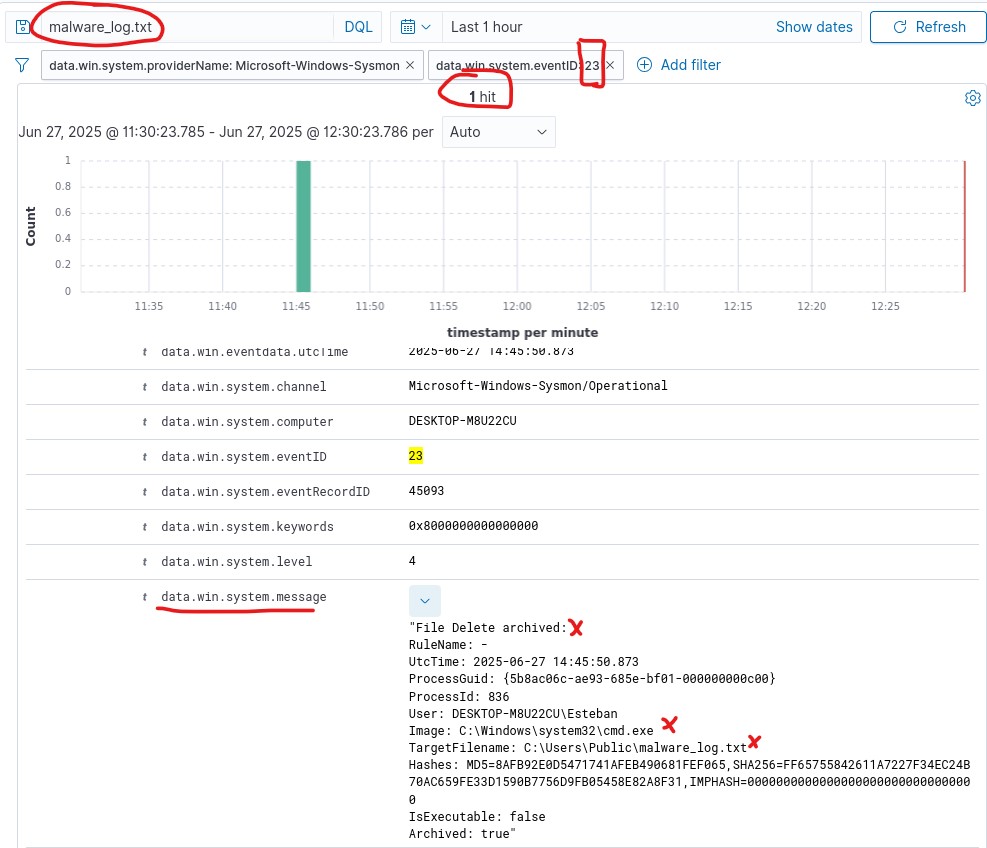 malware_log.txt DQL Last 1 hour Show dates Refresh
data.win.system.providerName: Microsoft-Windows-Sysmon × data.win.system.eventID: 23 × Add filter
1 hit
Jun 27, 2025 @ 11:30:23.785 - Jun 27, 2025 @ 12:30:23.786 per Auto
1
0.8
0.6
0.4
0.2
0
Count
11:35 11:40 11:45 11:50 11:55 12:00 12:05 12:10 12:15 12:20 12:25
timestamp per minute
t data.win.eventdata.utcTime 2025-06-27 14:45:50.873
t data.win.system.channel Microsoft-Windows-Sysmon/Operational
t data.win.system.computer DESKTOP-M8U22CU
t data.win.system.eventID 23
t data.win.system.eventRecordID 45093
t data.win.system.keywords 0x8000000000000000
t data.win.system.level 4
t data.win.system.message
"File Delete archived:
RuleName: -
UtcTime: 2025-06-27 14:45:50.873
ProcessGuid: {5b8ac06c-ae93-685e-bf01-000000000c00}
ProcessId: 836
User: DESKTOP-M8U22CU\Esteban
Image: C:\Windows\system32\cmd.exe
TargetFilename: C:\Users\Public\malware_log.txt
Hashes: MD5=8AFB92E0D5471741AFEB490681FEF065,SHA256=FF65755842611A7227F34EC24B
70AC659FE33D1590B7756D9FB05458E82A8F31,IMPHASH=0000000000000000000000000000000
0
IsExecutable: false
Archived: true"